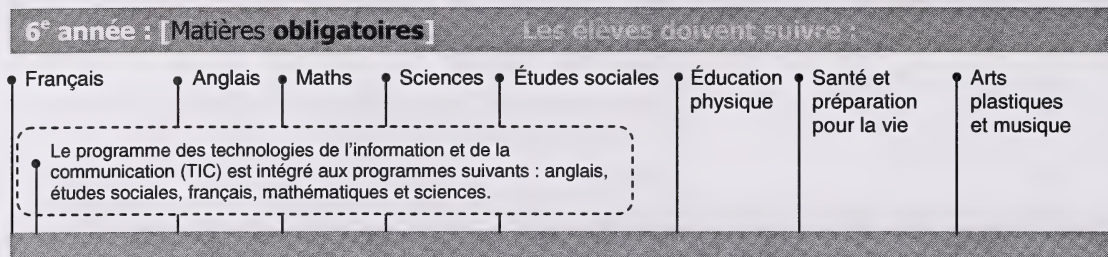 6e année : [Matières obligatoires] Les élèves doivent suivre :
Français
Anglais
Maths
Sciences
Études sociales
Éducation
physique
Santé et
préparation
pour la vie
Arts
plastiques
et musique
Le programme des technologies de l'information et de la
communication (TIC) est intégré aux programmes suivants : anglais,
études sociales, français, mathématiques et sciences.